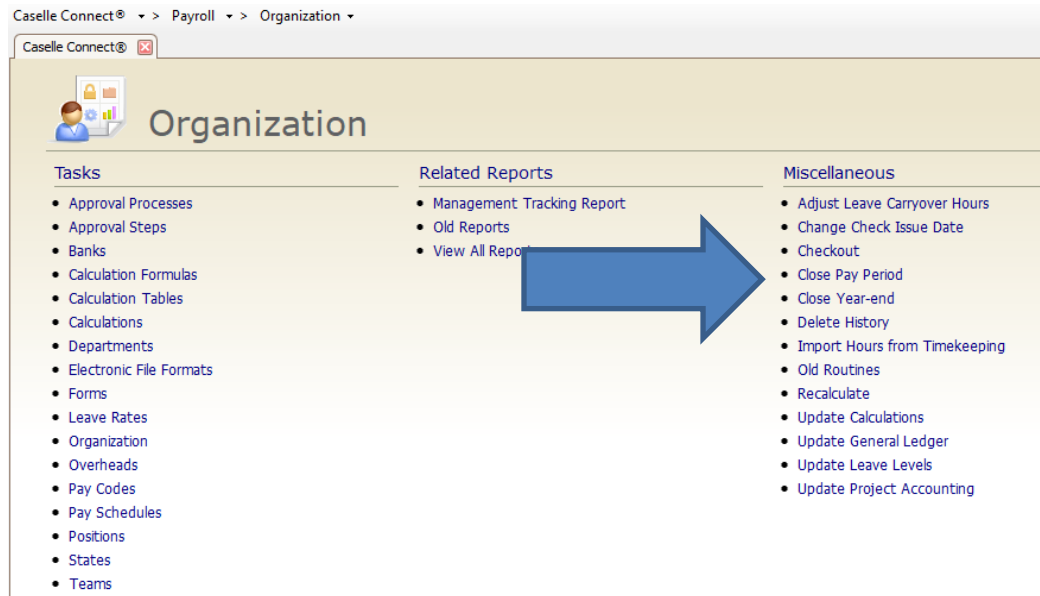 Caselle Connect® > Payroll > Organization
Caselle Connect®
Organization
Tasks
Approval Processes
Approval Steps
Banks
Calculation Formulas
Calculation Tables
Calculations
Departments
Electronic File Formats
Forms
Leave Rates
Organization
Overheads
Pay Codes
Pay Schedules
Positions
States
Teams
Related Reports
Management Tracking Report
Old Reports
View All
Miscellaneous
Adjust Leave Carryover Hours
Change Check Issue Date
Checkout
Close Pay Period
Close Year-end
Delete History
Import Hours from Timekeeping
Old Routines
Recalculate
Update Calculations
Update General Ledger
Update Leave Levels
Update Project Accounting